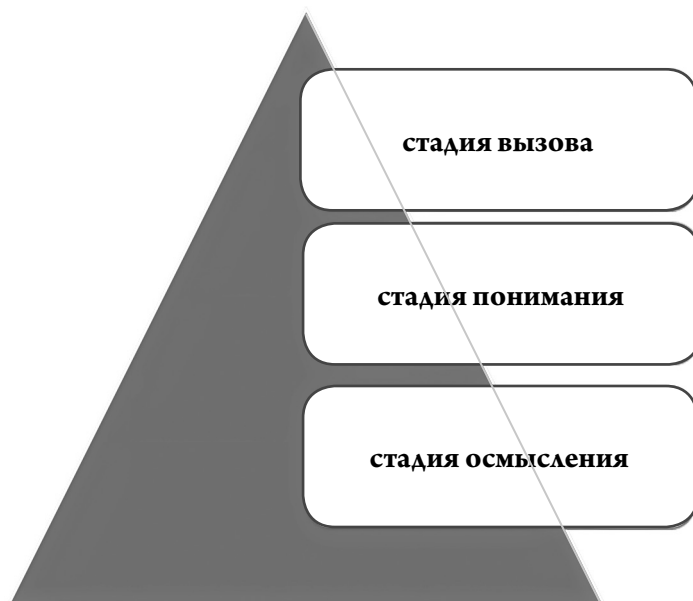 стадия вызова
стадия понимания
стадия осмысления